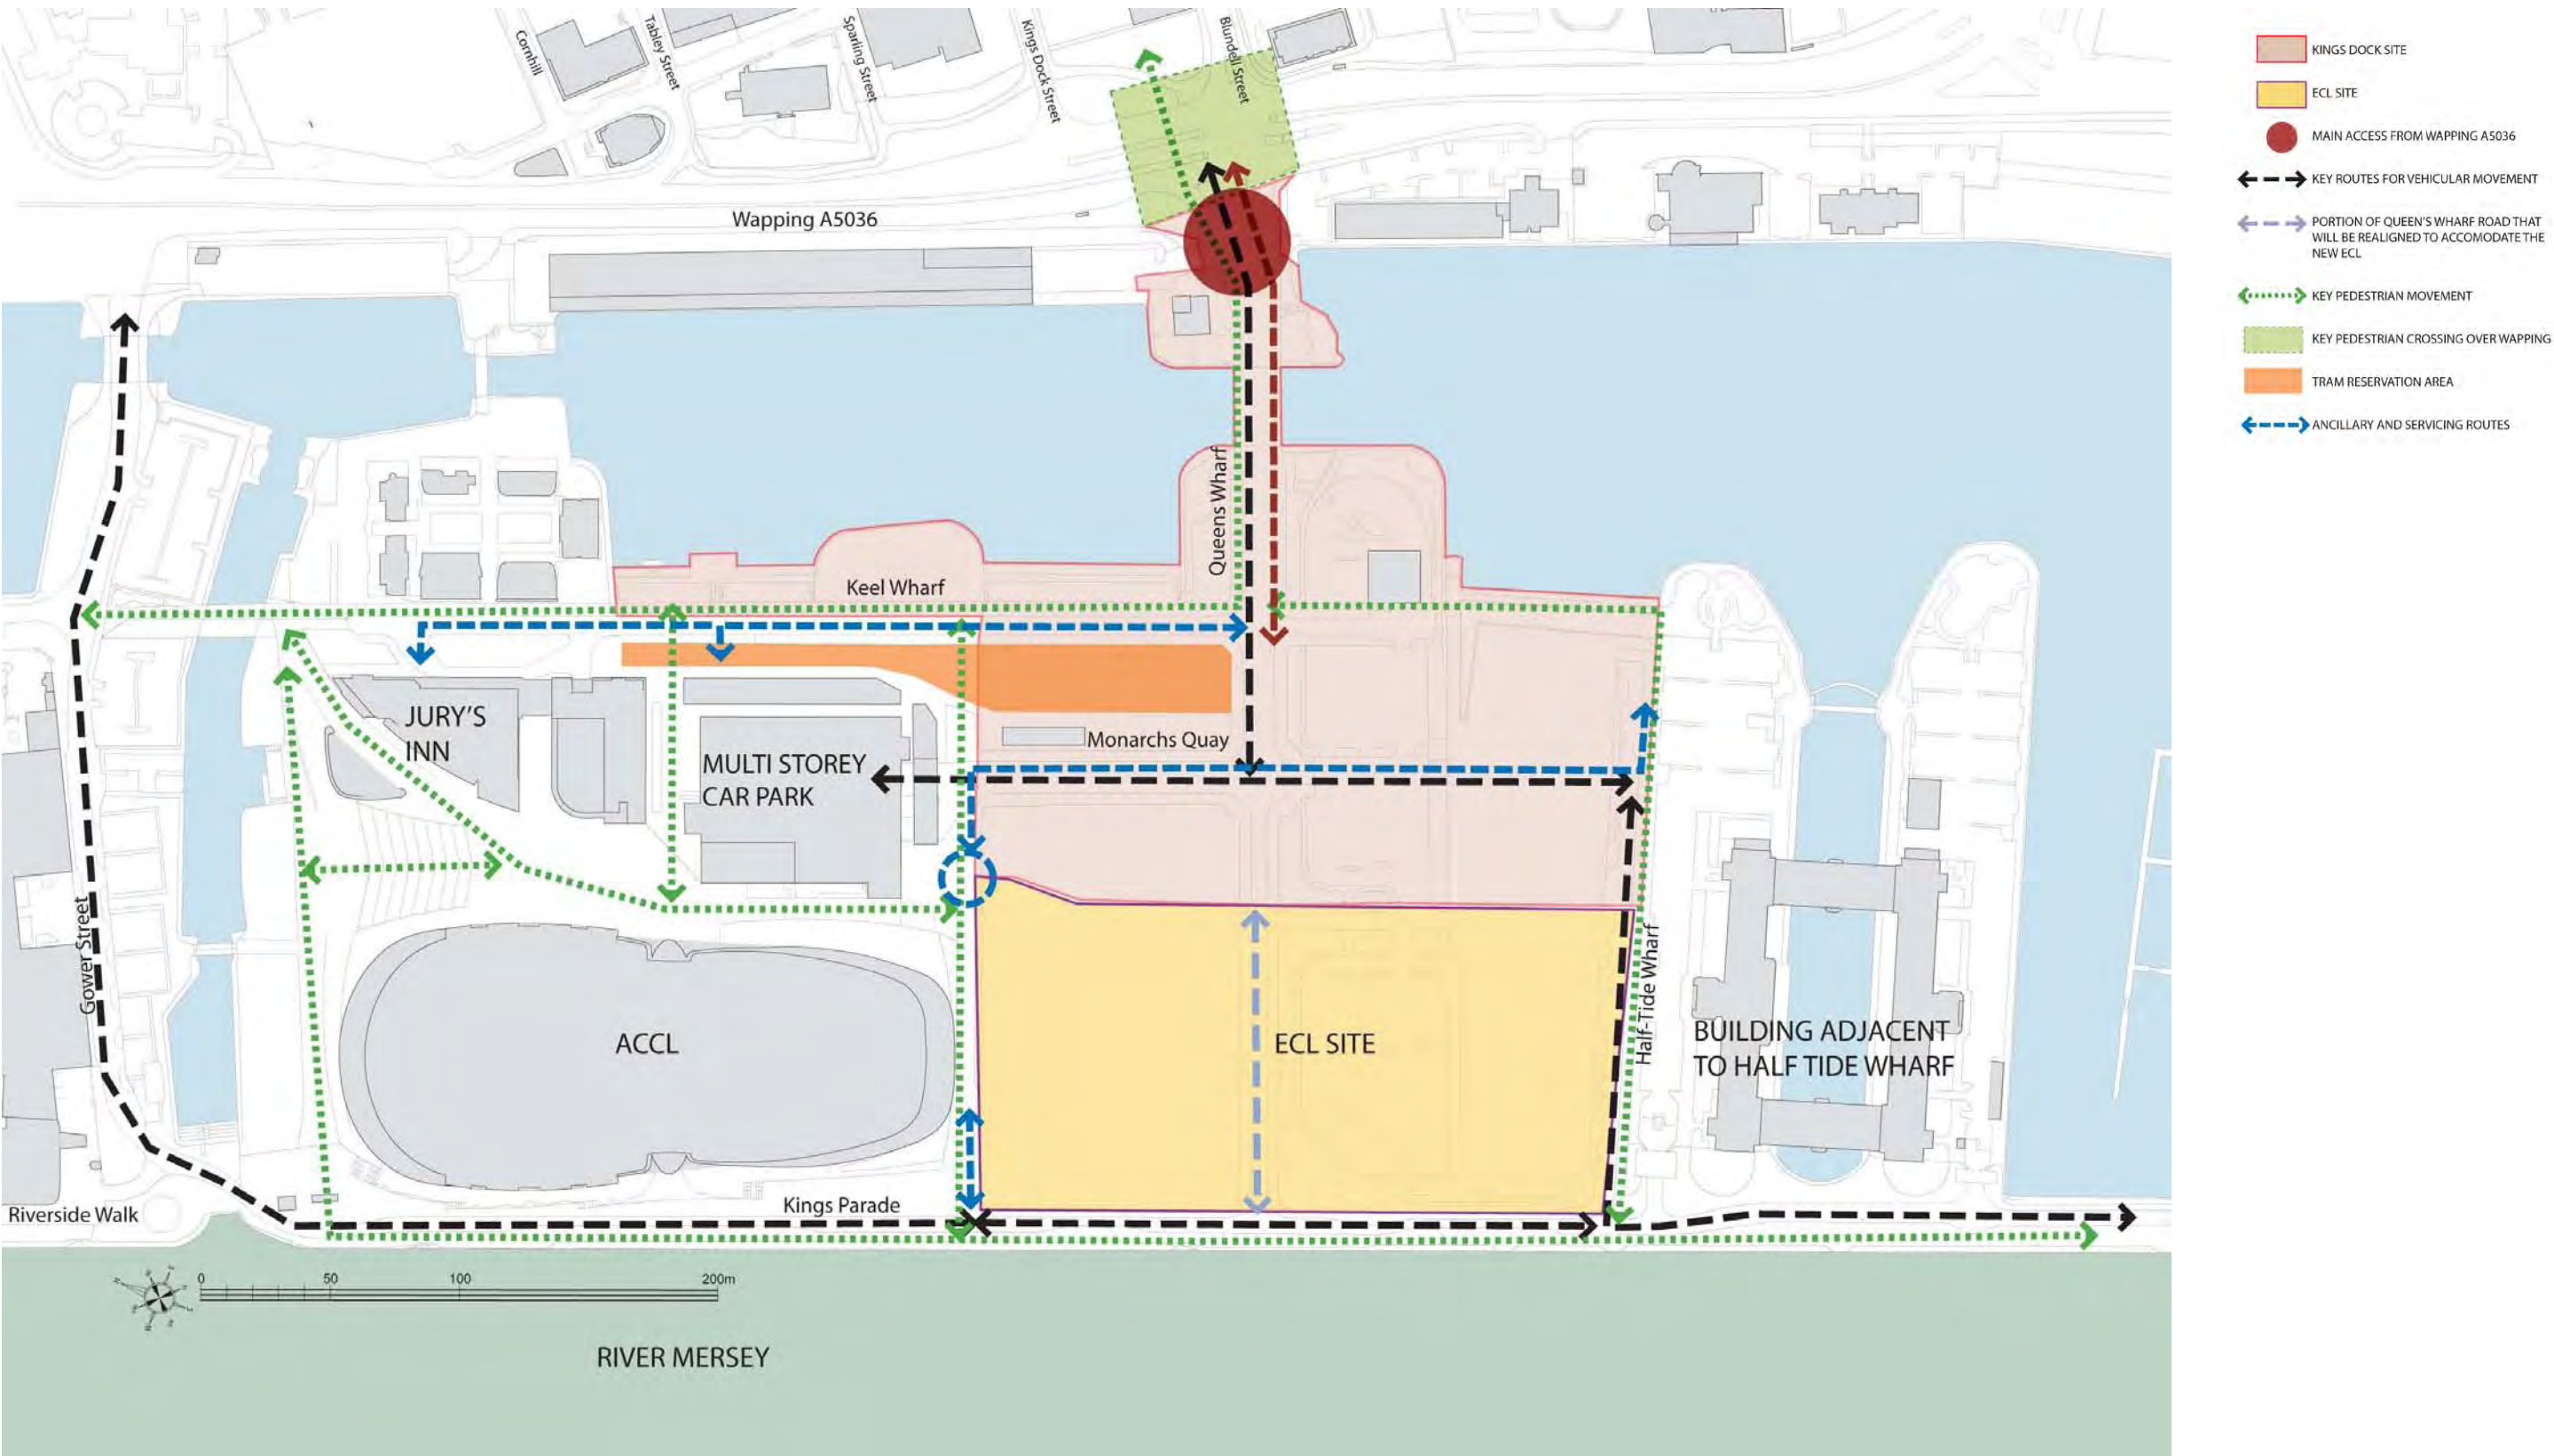 Cornhill
Tabley Street
Sparling Street
Kings Dock Street
Blundell Street
Wapping A5036
Queens Wharf
Keel Wharf
JURY'S
INN
MULTI STOREY
CAR PARK
Monarchs Quay
Gower Street
ACCL
ECL SITE
Half-Tide Wharf
BUILDING ADJACENT
TO HALF TIDE WHARF
Kings Parade
Riverside Walk
0 50 100 200m
RIVER MERSEY
KINGS DOCK SITE
ECL SITE
MAIN ACCESS FROM WAPPING A5036
KEY ROUTES FOR VEHICULAR MOVEMENT
PORTION OF QUEEN'S WHARF ROAD THAT
WILL BE REALIGNED TO ACCOMODATE THE
NEW ECL
KEY PEDESTRIAN MOVEMENT
KEY PEDESTRIAN CROSSING OVER WAPPING
TRAM RESERVATION AREA
ANCILLARY AND SERVICING ROUTES